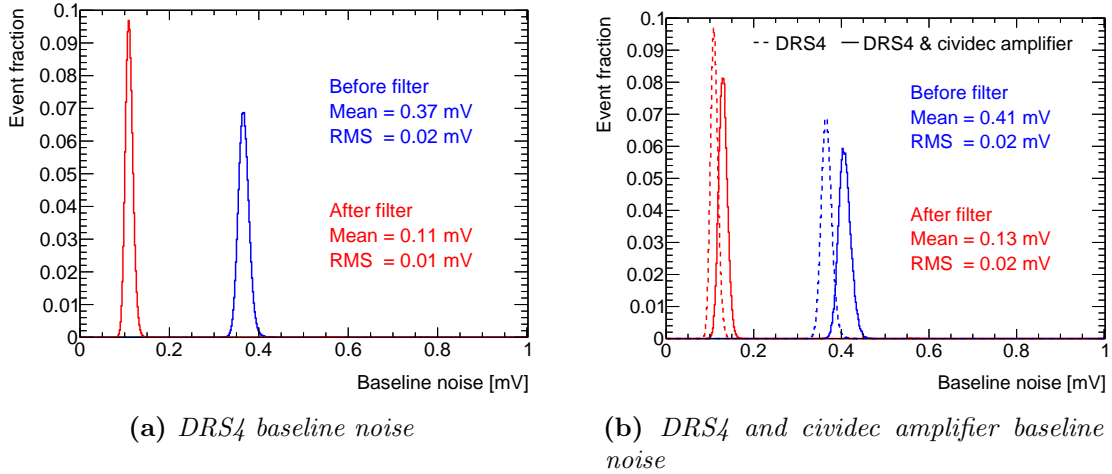 Event fraction
0.1
0.09
0.08
0.07
0.06
0.05
0.04
0.03
0.02
0.01
0
Before filter
Mean = 0.37 mV
RMS = 0.02 mV
After filter
Mean = 0.11 mV
RMS = 0.01 mV
0 0.2 0.4 0.6 0.8 1
Baseline noise [mV]
(a) DRS4 baseline noise
Event fraction
0.1
0.09
0.08
0.07
0.06
0.05
0.04
0.03
0.02
0.01
0
DRS4 DRS4 & cividec amplifier
Before filter
Mean = 0.41 mV
RMS = 0.02 mV
After filter
Mean = 0.13 mV
RMS = 0.02 mV
0 0.2 0.4 0.6 0.8 1
Baseline noise [mV]
(b) DRS4 and cividec amplifier baseline
noise